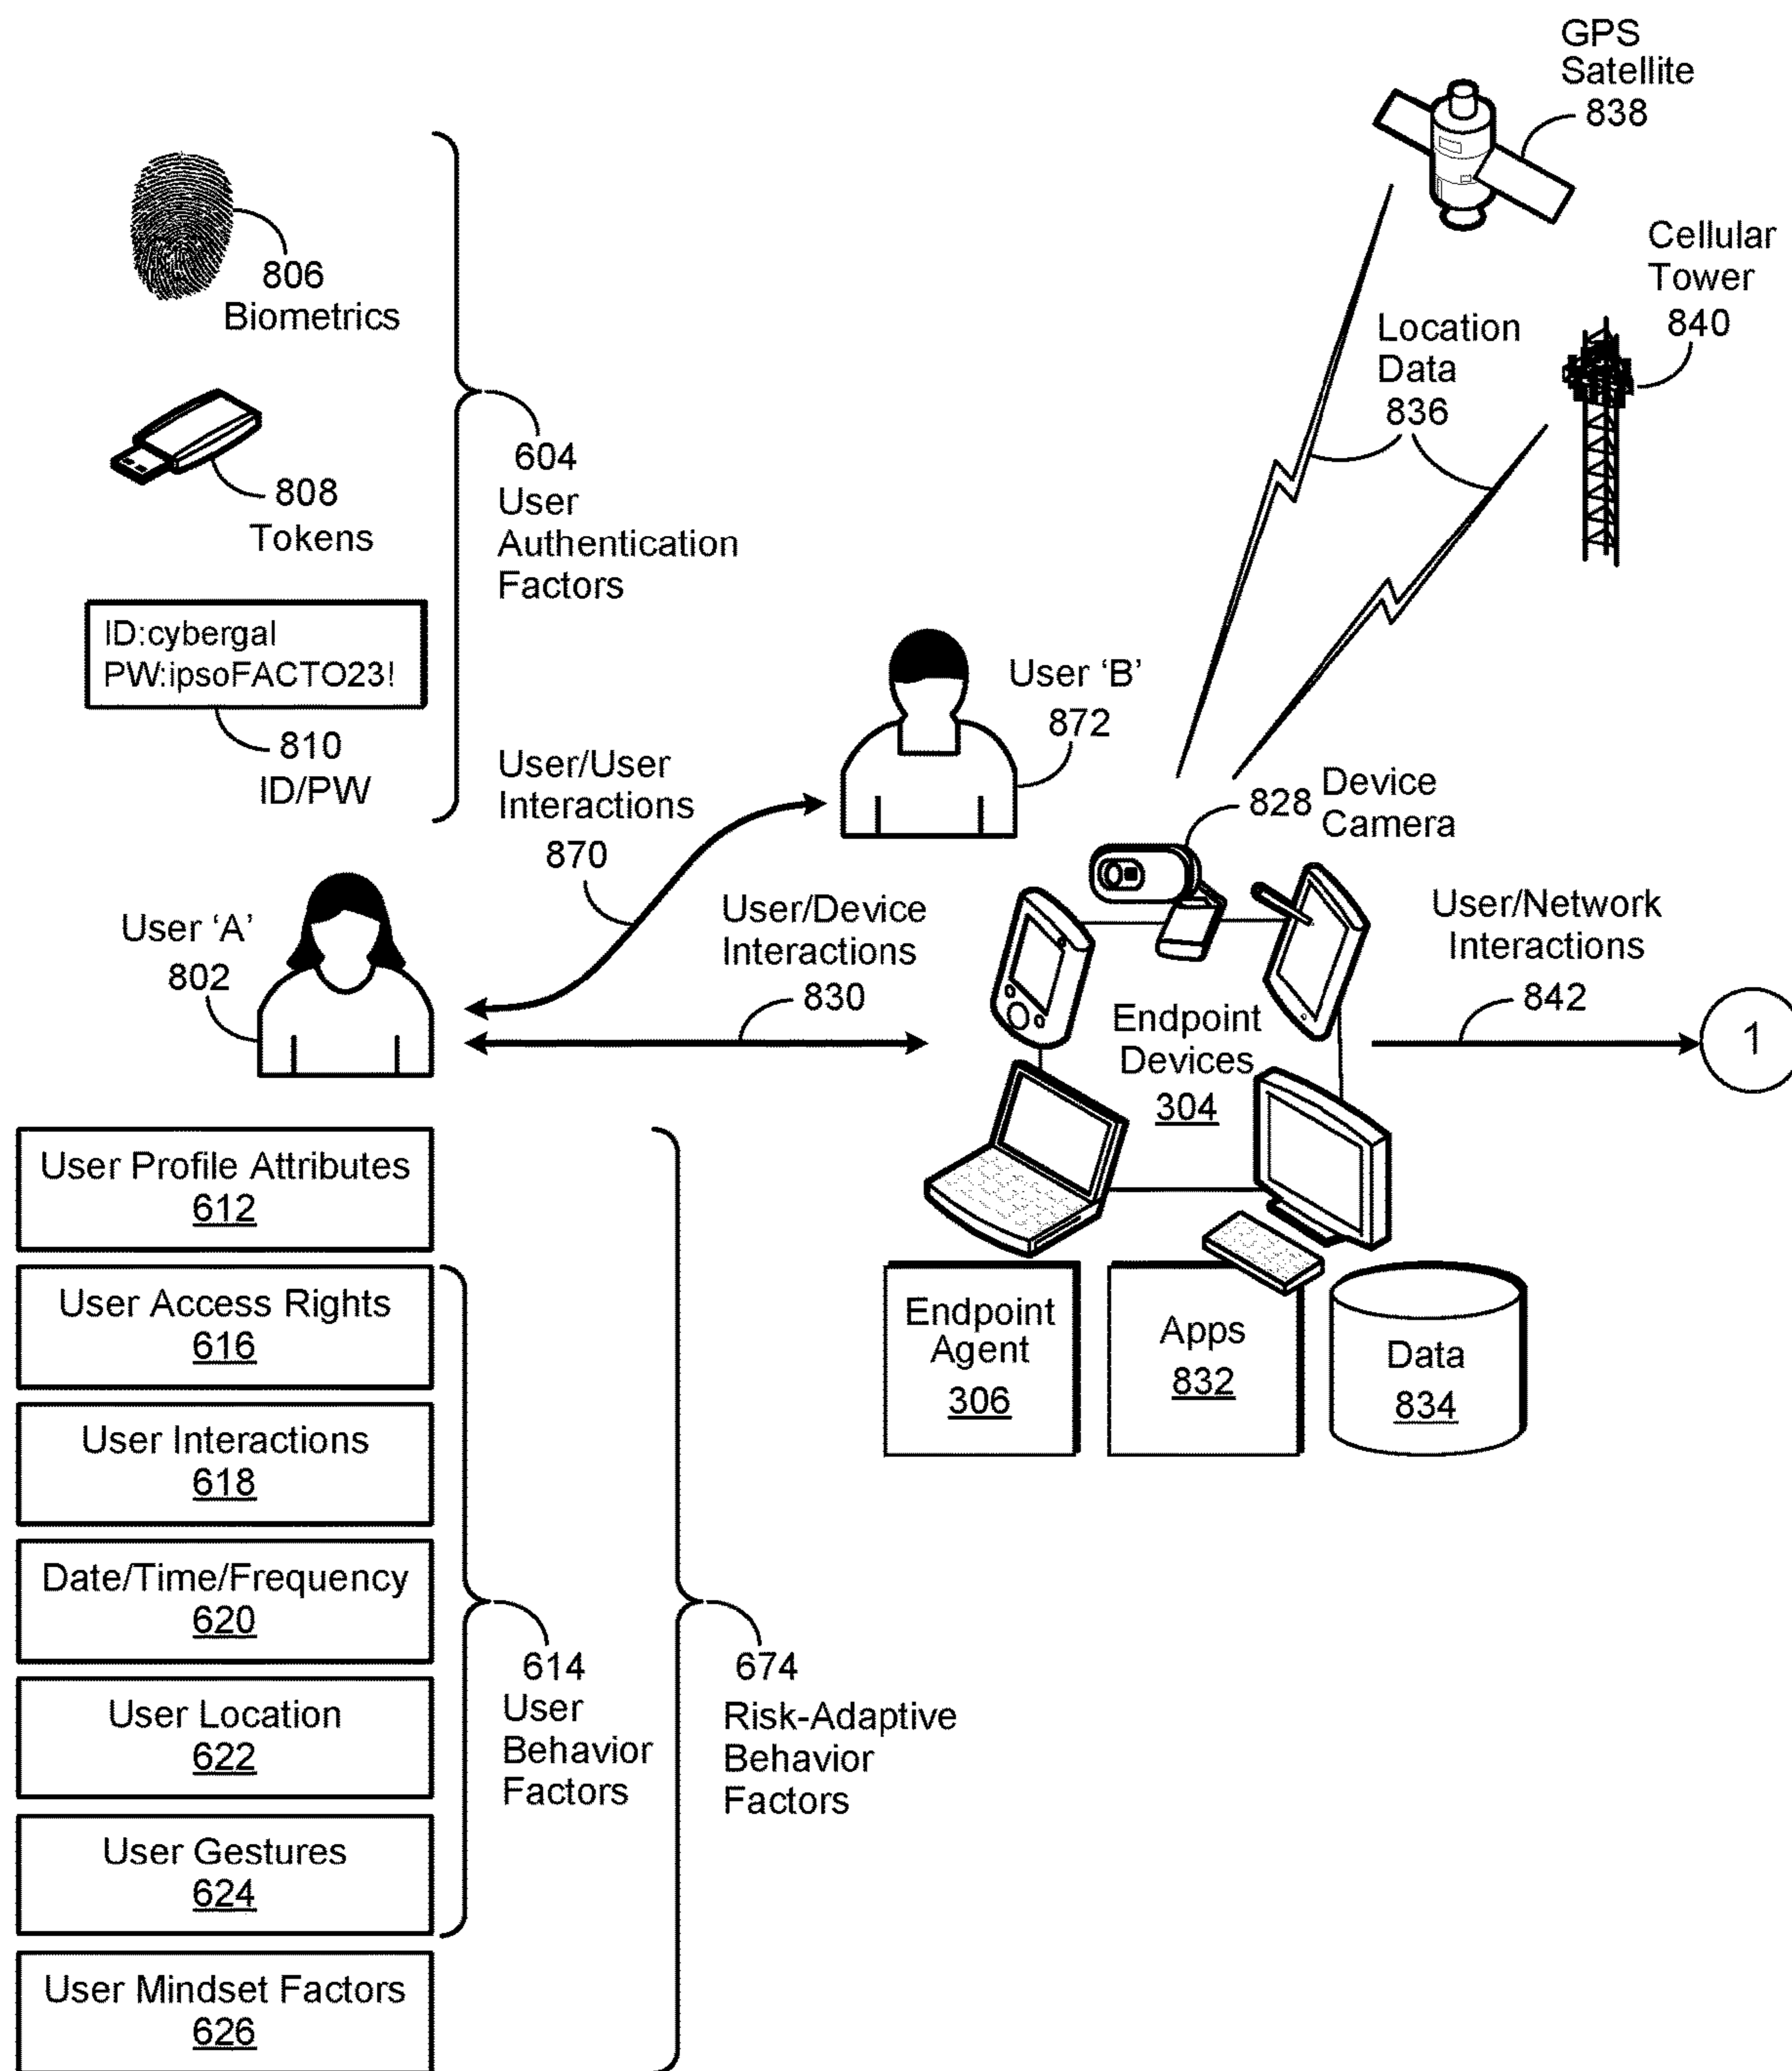 GPS
Satellite
838
Cellular
Tower
840
Location
Data
836
806
Biometrics
808
Tokens
ID:cybergal
PW:ipsoFACTO23!
810
ID/PW
604
User
Authentication
Factors
User 'B'
872
User/User
Interactions
870
828
Device
Camera
User 'A'
802
User/Device
Interactions
830
User/Network
Interactions
842
1
Endpoint
Devices
304
Endpoint
Agent
306
Apps
832
Data
834
User Profile Attributes
612
User Access Rights
616
User Interactions
618
Date/Time/Frequency
620
User Location
622
User Gestures
624
User Mindset Factors
626
614
User
Behavior
Factors
674
Risk-Adaptive
Behavior
Factors